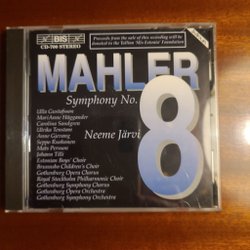 BIS
CD-700 STEREO
Proceeds from the sale of this recording will be
donated to the Tallinn 'Mio Estonia' Foundation
MAHLER
Symphony No.
8
Ulla Gustafsson
MariAnne Häggander
Carolina Sandgren
Ulrika Tenstam
Anne Gjevang
Seppo Ruohonen
Mats Persson
Johann Tilli
Neeme Järvi
Estonian Boys' Choir
Brunnsbo Children's Choir
Gothenburg Opera Chorus
Royal Stockholm Philharmonic Choir
Gothenburg Symphony Chorus
Gothenburg Opera Orchestra
Gothenburg Symphony Orchestra